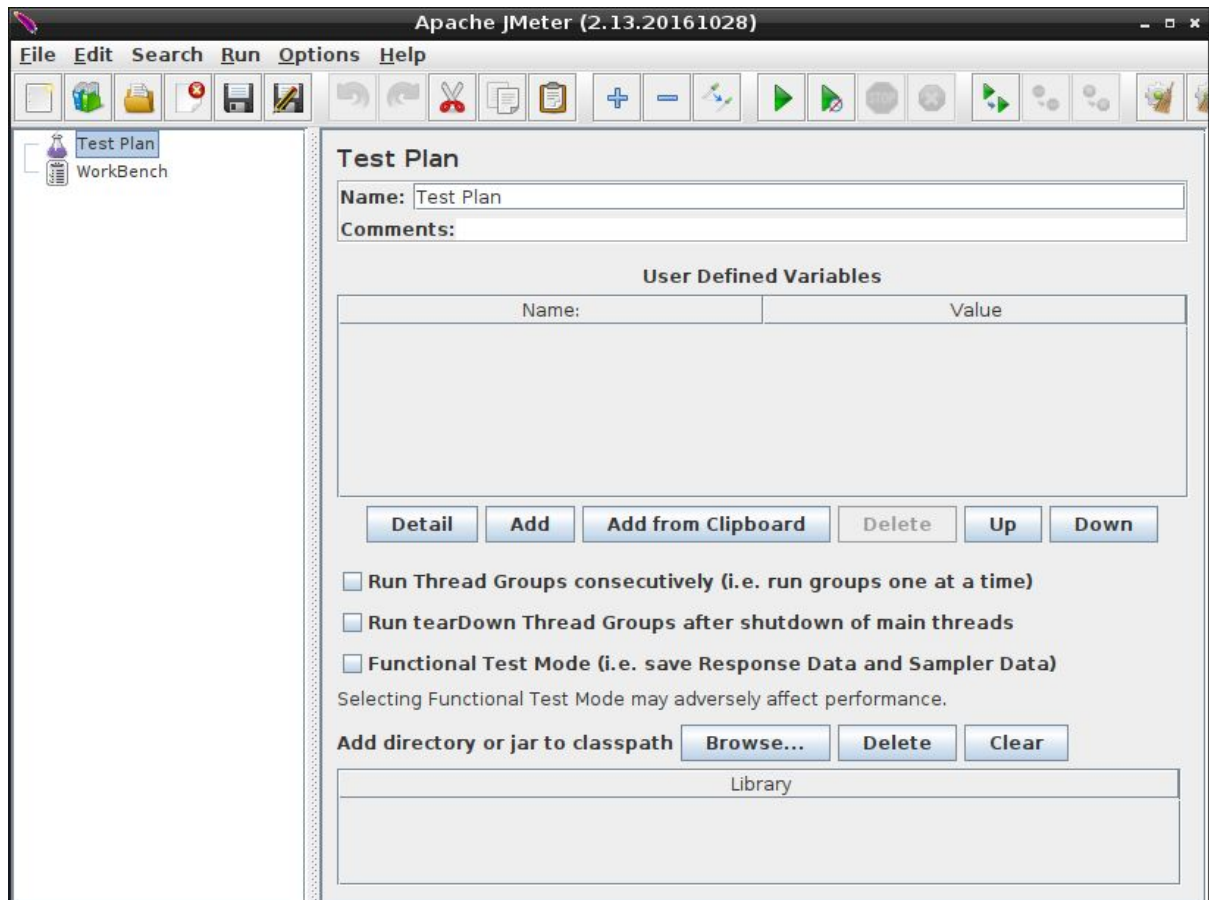 Apache JMeter (2.13.20161028)
File Edit Search Run Options Help
STOP
Test Plan
WorkBench
Test Plan
Name: Test Plan
Comments:
User Defined Variables
Name: Value
Detail Add Add from Clipboard Delete Up Down
Run Thread Groups consecutively (i.e. run groups one at a time)
Run tearDown Thread Groups after shutdown of main threads
Functional Test Mode (i.e. save Response Data and Sampler Data)
Selecting Functional Test Mode may adversely affect performance.
Add directory or jar to classpath Browse... Delete Clear
Library